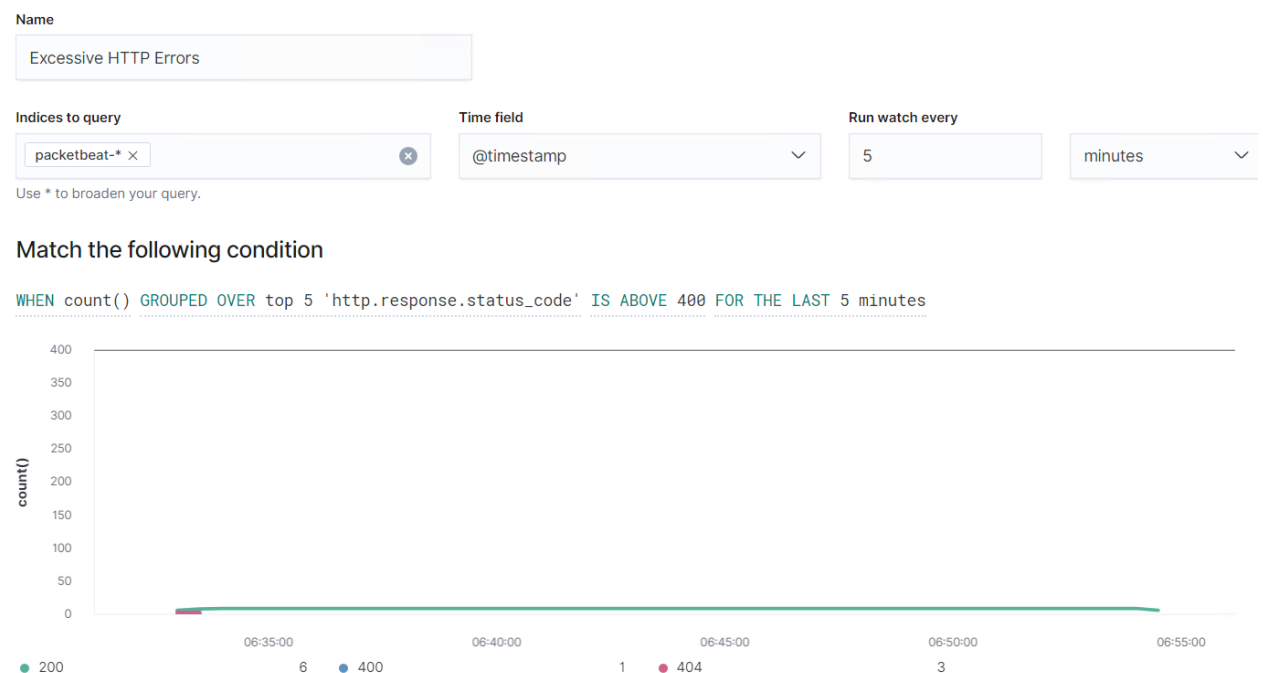 Name
Excessive HTTP Errors
Indices to query
Time field
Run watch every
packetbeat-*
@timestamp
5
minutes
Use * to broaden your query.
Match the following condition
WHEN count() GROUPED OVER top 5 'http.response.status_code' IS ABOVE 400 FOR THE LAST 5 minutes
400
350
300
250
200
150
100
50
0
count()
06:35:00 06:40:00 06:45:00 06:50:00 06:55:00
200 6 400 1 404 3